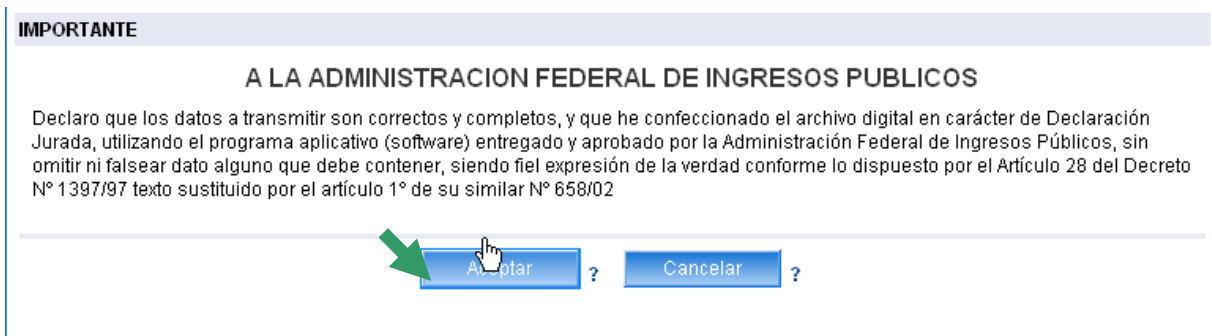 IMPORTANTE
A LA ADMINISTRACION FEDERAL DE INGRESOS PUBLICOS
Declaro que los datos a transmitir son correctos y completos, y que he confeccionado el archivo digital en carácter de Declaración
Jurada, utilizando el programa aplicativo (software) entregado y aprobado por la Administración Federal de Ingresos Públicos, sin
omitir ni falsear dato alguno que debe contener, siendo fiel expresión de la verdad conforme lo dispuesto por el Artículo 28 del Decreto
Nº 1397/97 texto sustituido por el artículo 1º de su similar Nº 658/02
Aceptar ? Cancelar ?